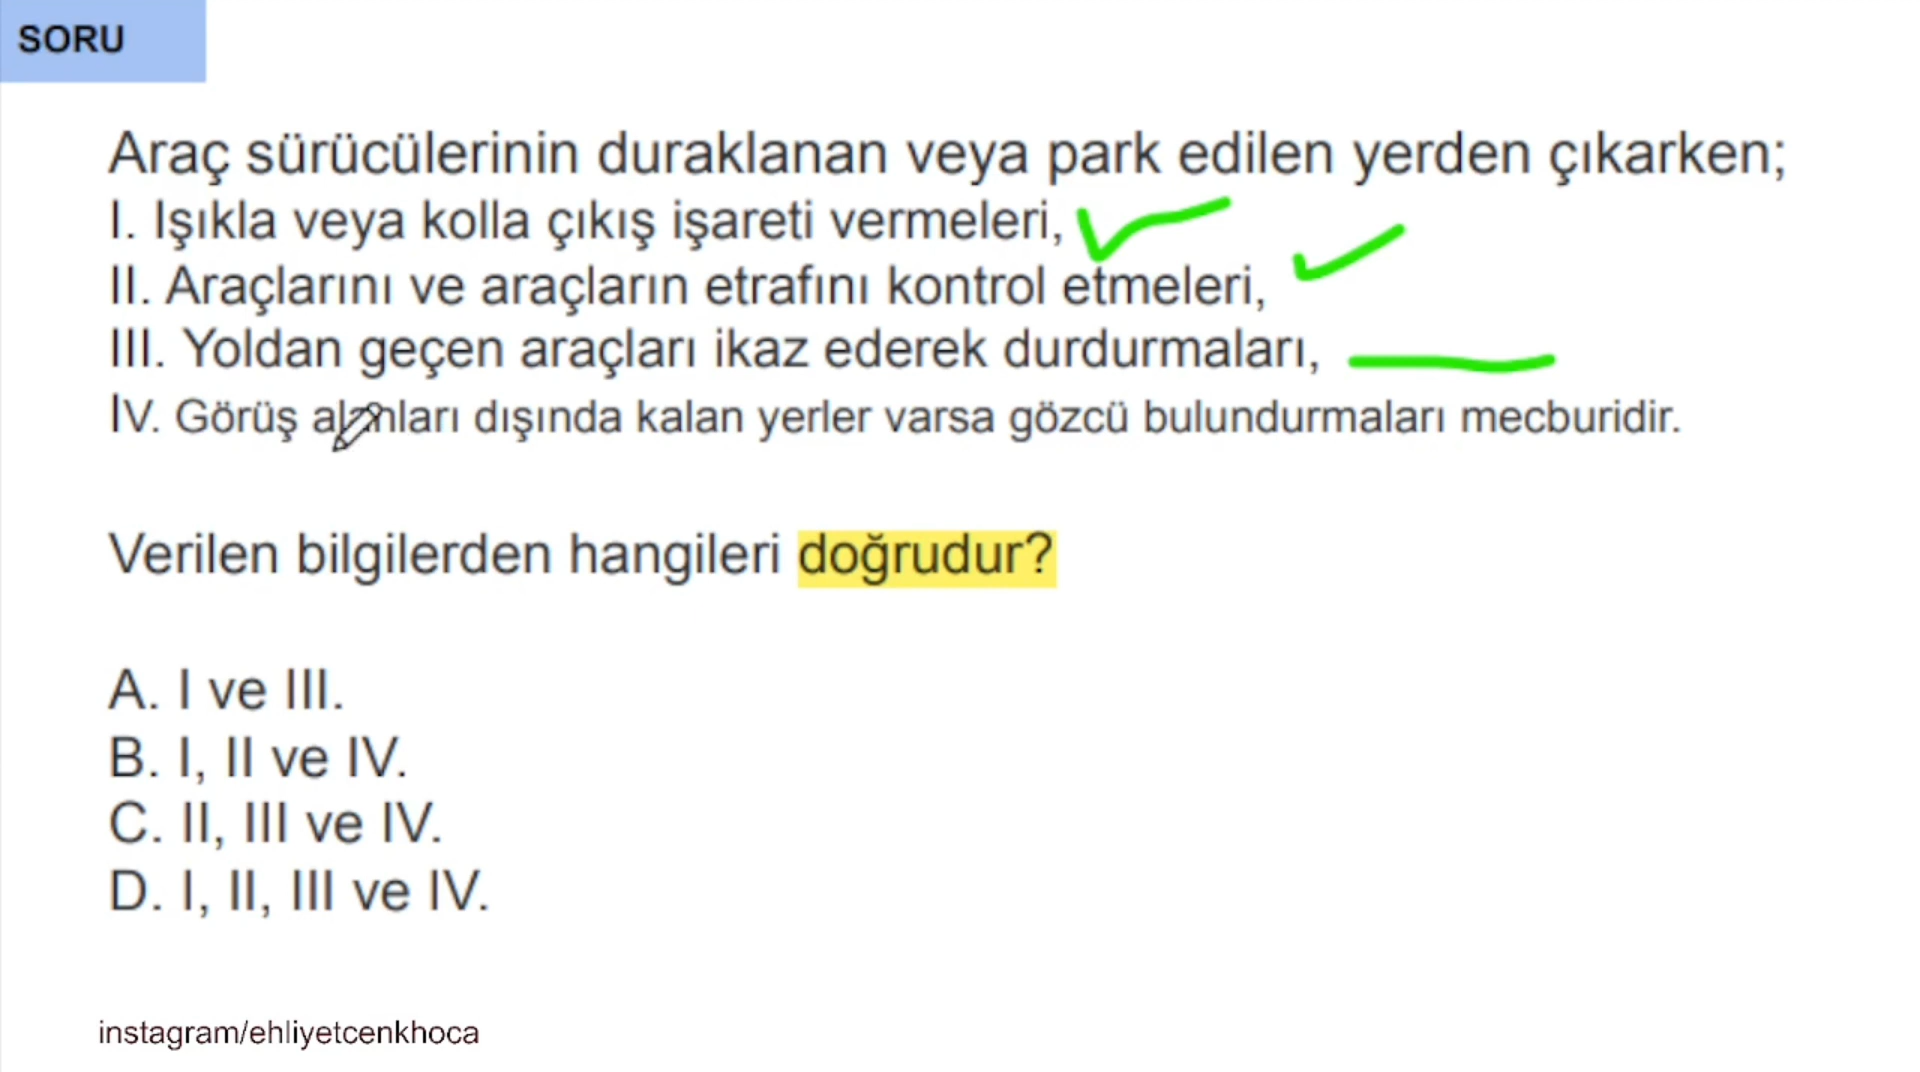 SORU
Araç sürücülerinin duraklanan veya park edilen yerden çıkarken;
I. Işıkla veya kolla çıkış işareti vermeleri,
II. Araçlarını ve araçların etrafını kontrol etmeleri,
III. Yoldan geçen araçları ikaz ederek durdurmaları,
IV. Görüş alanları dışında kalan yerler varsa gözcü bulundurmaları mecburidir.
Verilen bilgilerden hangileri doğrudur?
A. I ve III.
B. I, II ve IV.
C. II, III ve IV.
D. I, II, III ve IV.
instagram/ehliyetcenkhoca